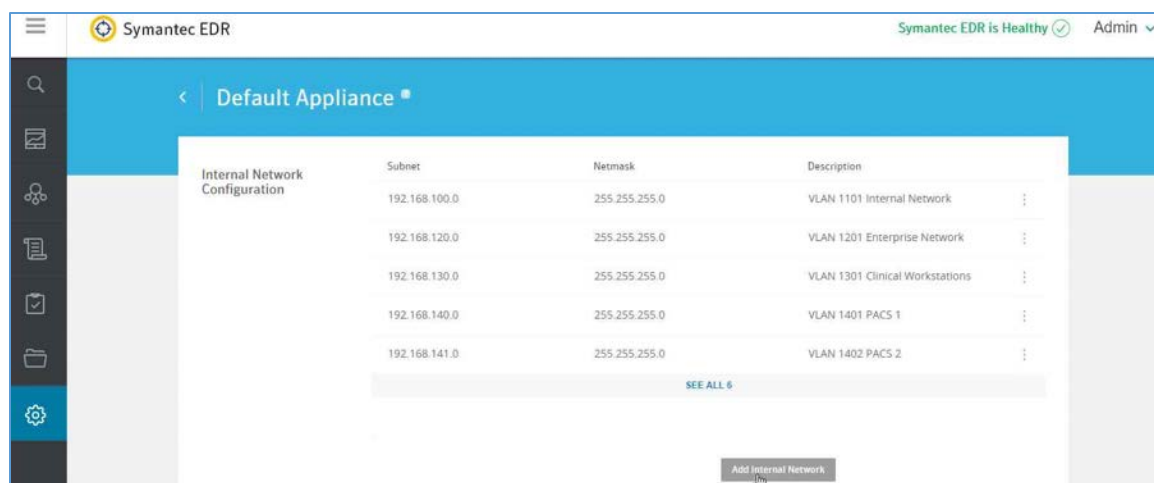 Symantec EDR
Symantec EDR is Healthy
Admin
Default Appliance
Internal Network
Configuration
Subnet Netmask Description
192.168.100.0 255.255.255.0 VLAN 1101 Internal Network
192.168.120.0 255.255.255.0 VLAN 1201 Enterprise Network
192.168.130.0 255.255.255.0 VLAN 1301 Clinical Workstations
192.168.140.0 255.255.255.0 VLAN 1401 PACS 1
192.168.141.0 255.255.255.0 VLAN 1402 PACS 2
SEE ALL 6
Add Internal Network